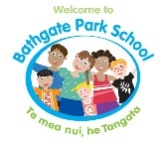 Welcome to
Bathgate Park School
Te mea nui, he Tangata